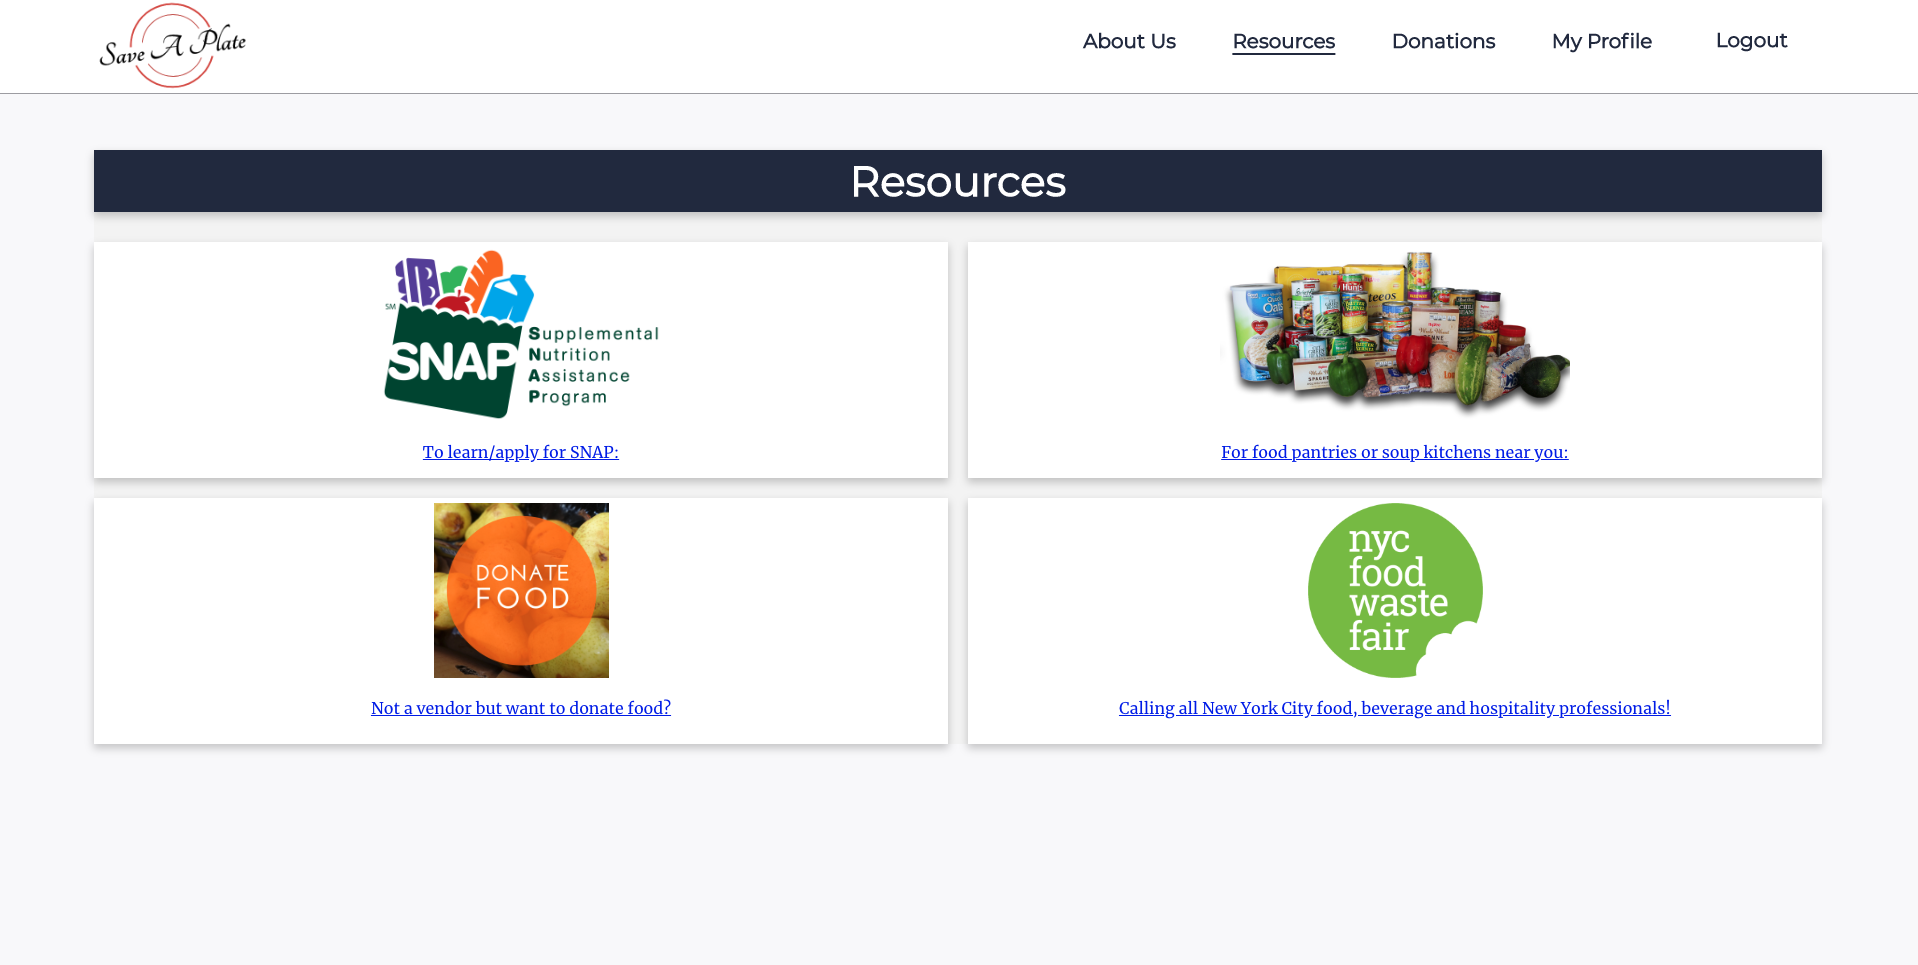 Save A Plate
About Us
Resources
Donations
My Profile
Logout
Resources
SM
SNAP
Supplemental
Nutrition
Assistance
Program
Hunt's
To learn/apply for SNAP:
For food pantries or soup kitchens near you:
DONATE
FOOD
nyc
food
waste
fair
Not a vendor but want to donate food?
Calling all New York City food, beverage and hospitality professionals!